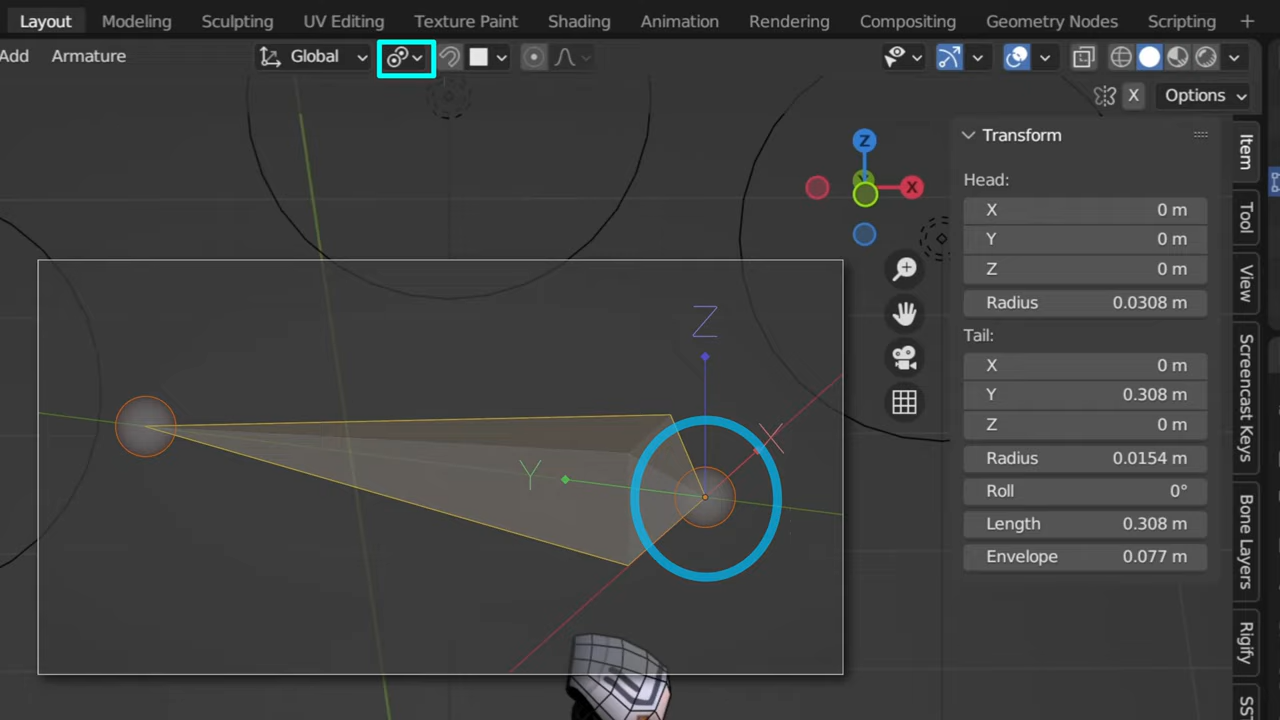 Layout Modeling Sculpting UV Editing Texture Paint Shading Animation Rendering Compositing Geometry Nodes Scripting +
Add Armature Global
X Options
Transform
Z
X
Head:
X 0 m
Y 0 m
Z 0 m
Radius 0.0308 m
Tail:
X 0 m
Y 0.308 m
Z 0 m
Radius 0.0154 m
Roll 0°
Length 0.308 m
Envelope 0.077 m
Z
X
Y
Item
Tool
View
Screencast Keys
Bone Layers
Rigify